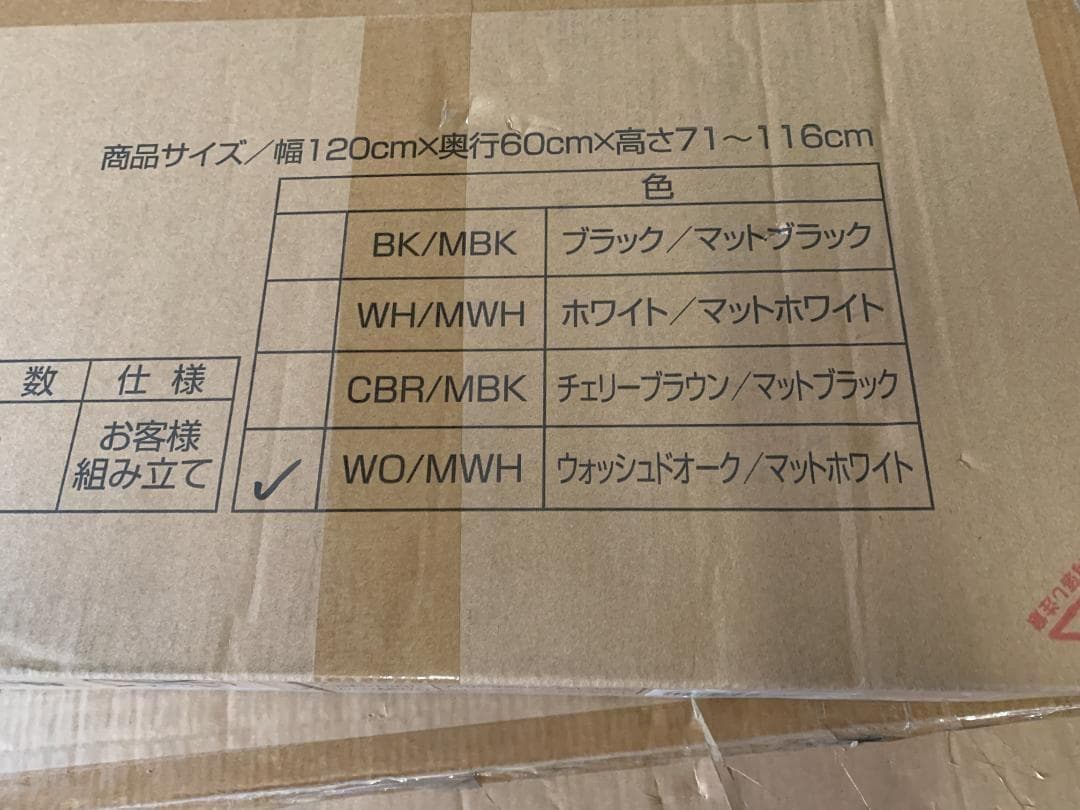 商品サイズ／幅120cm×奥行60cm×高さ71～116cm
色
BK/MBK ブラック／マットブラック
WH/MWH ホワイト／マットホワイト
CBR/MBK チェリーブラウン／マットブラック
✓ WO/MWH ウォッシュドオーク／マットホワイト
数 仕様
お客様
組み立て